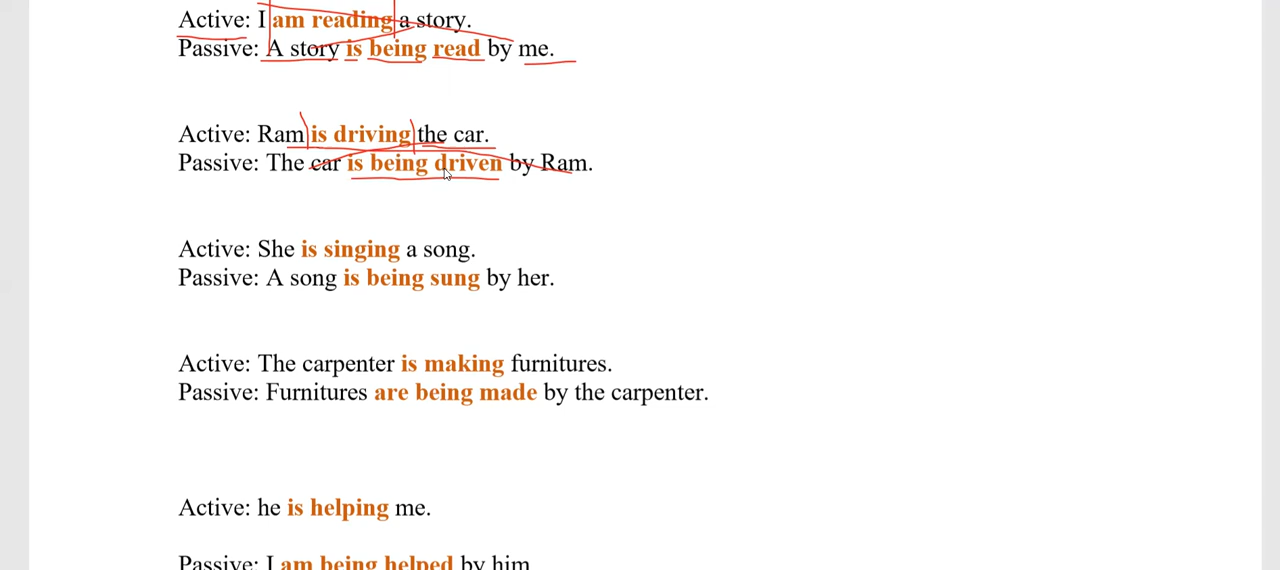 Active: I am reading a story.
Passive: A story is being read by me.
Active: Ram is driving the car.
Passive: The car is being driven by Ram.
Active: She is singing a song.
Passive: A song is being sung by her.
Active: The carpenter is making furnitures.
Passive: Furnitures are being made by the carpenter.
Active: he is helping me.
Passive: I am being helped by him